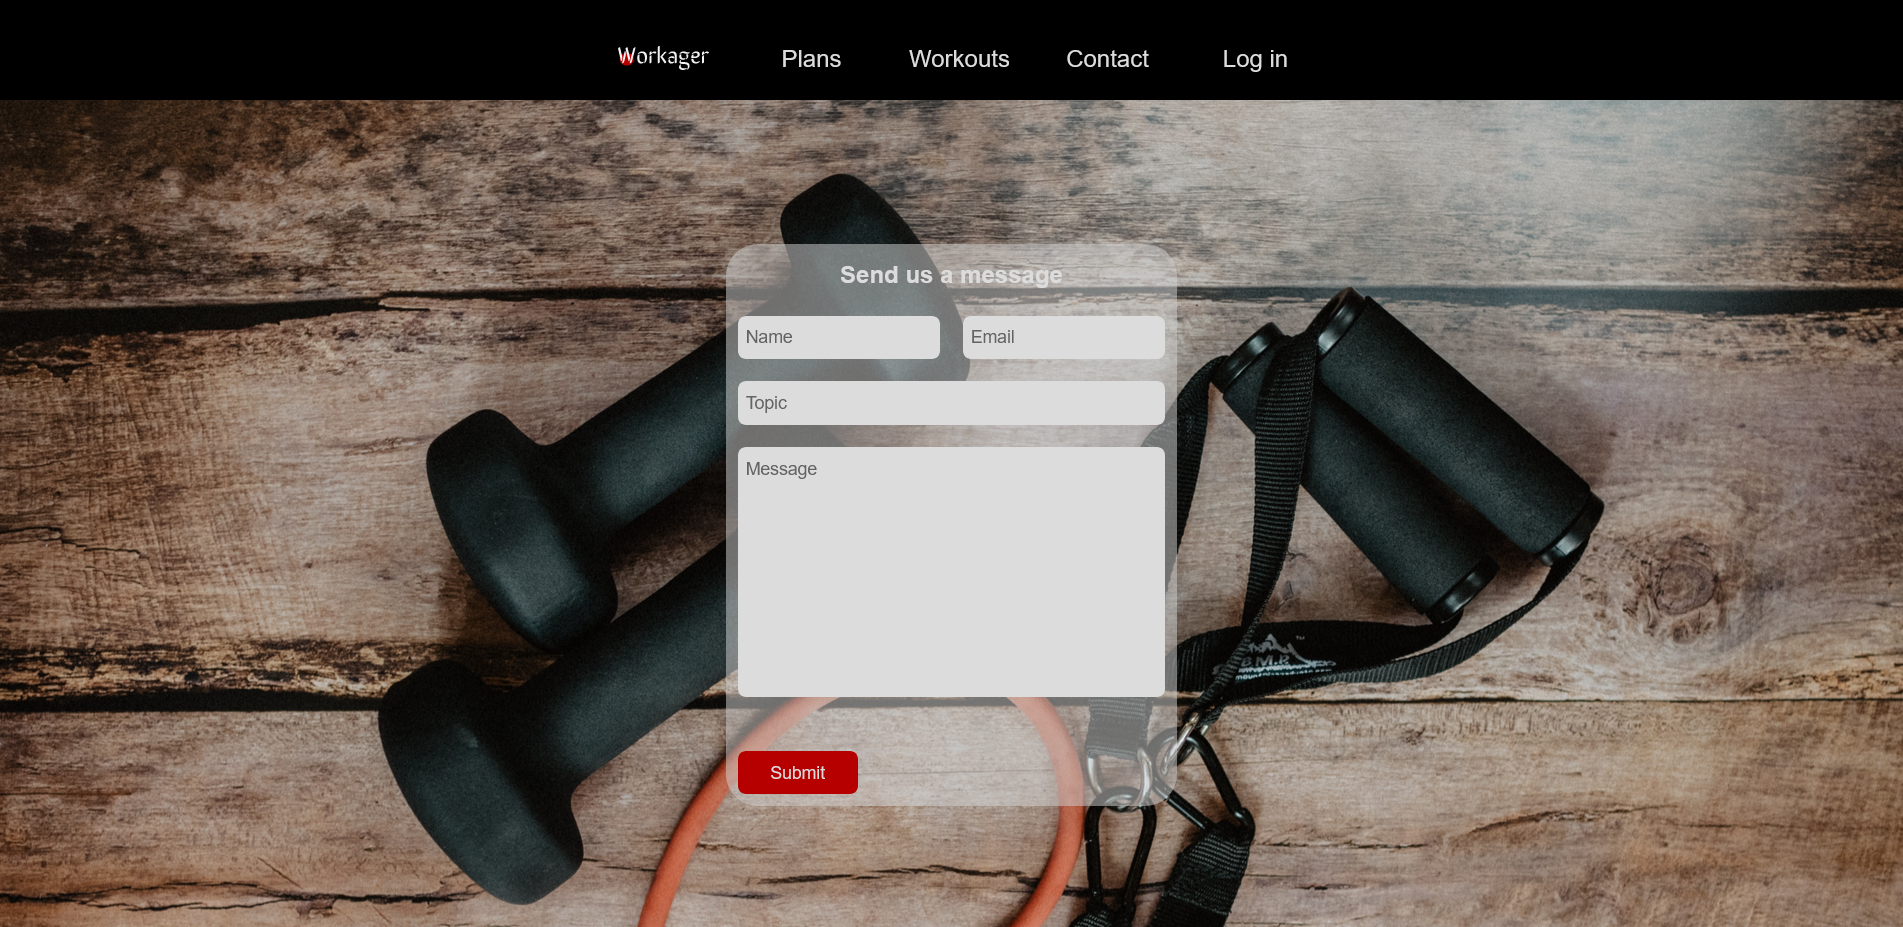 Workager
Plans
Workouts
Contact
Log in
Send us a message
Name
Email
Topic
Message
B.M.R
Submit